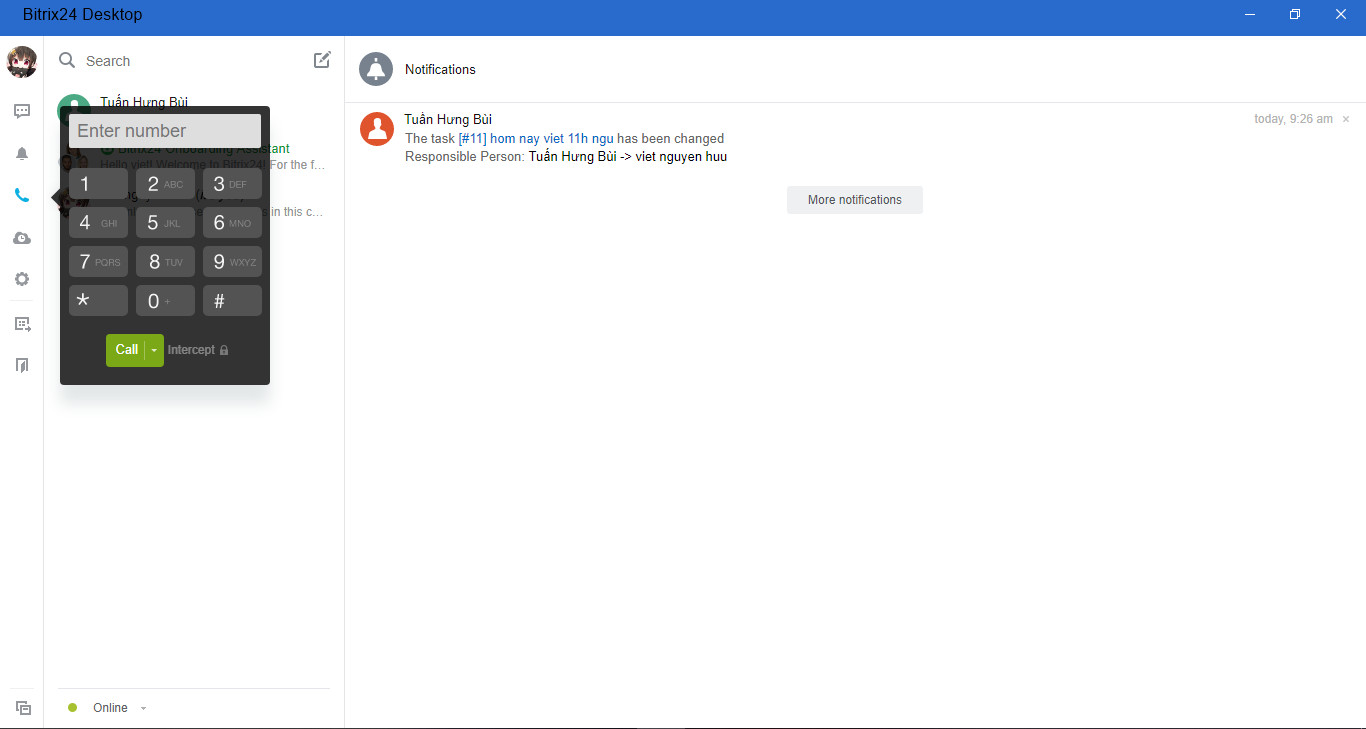 Bitrix24 Desktop
Search
Tuấn Hưng Bùi
Enter number
Bitrix24 Onboarding Assistant
Hello viet! Welcome to Bitrix24! For the f...
in this c...
1
2 ABC
3 DEF
4 GHI
5 JKL
6 MNO
7 PQRS
8 TUV
9 WXYZ
*
0 +
#
Call
Intercept
Online
Notifications
Tuấn Hưng Bùi
today, 9:26 am
The task [#11] hom nay viet 11h ngu has been changed
Responsible Person: Tuấn Hưng Bùi -> viet nguyen huu
More notifications